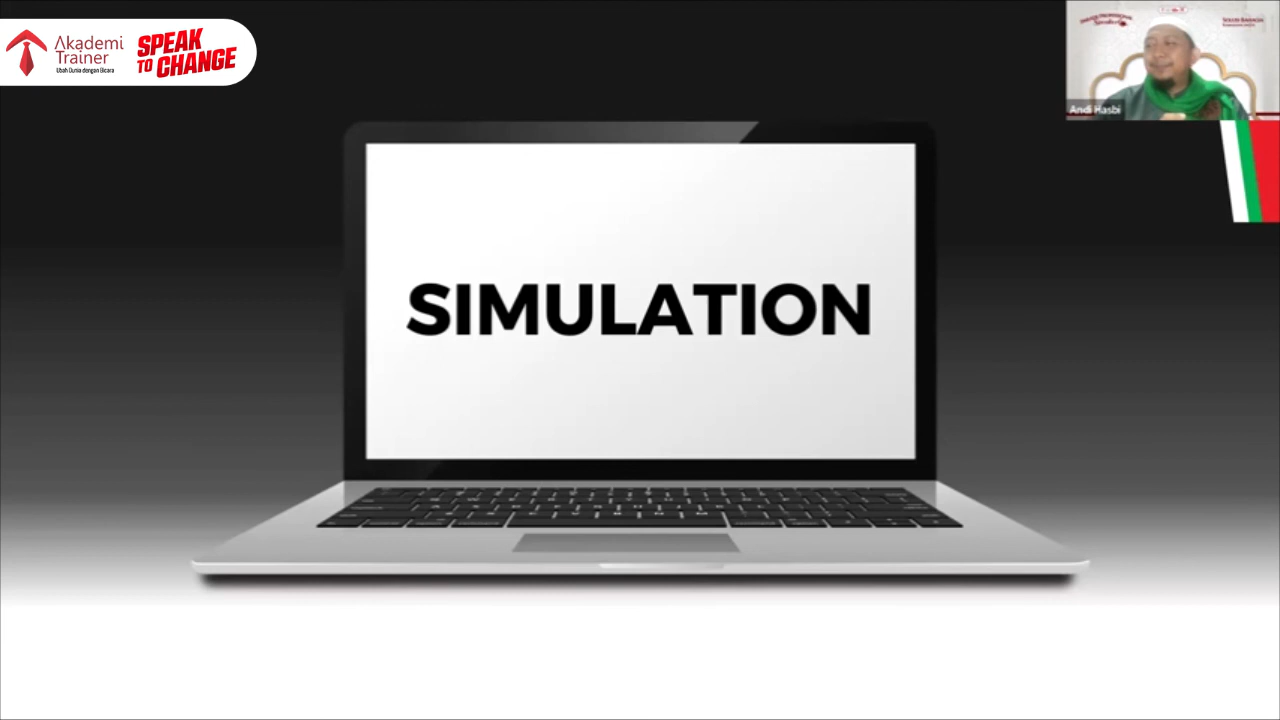 Akademi
Trainer
Ubah Dunia dengan Bicara
SPEAK
TO CHANGE
Andi Hasbi
SIMULATION